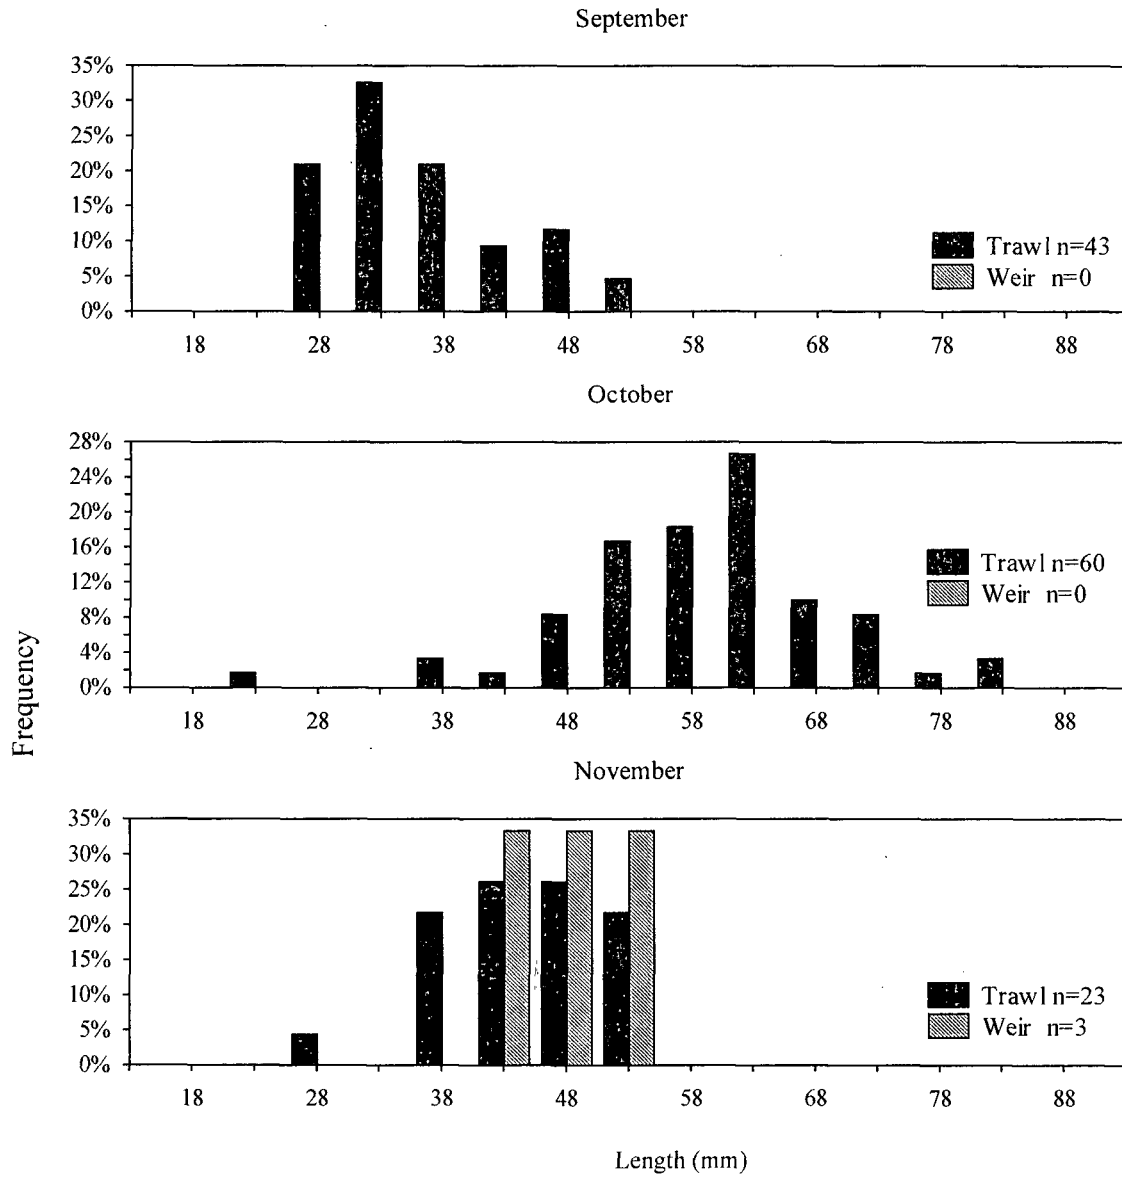 September
35%
30%
25%
20%
15%
10%
5%
0%
Trawl n=43
Weir n=0
18 28 38 48 58 68 78 88
October
28%
24%
20%
16%
12%
8%
4%
0%
Trawl n=60
Weir n=0
18 28 38 48 58 68 78 88
Frequency
November
35%
30%
25%
20%
15%
10%
5%
0%
Trawl n=23
Weir n=3
18 28 38 48 58 68 78 88
Length (mm)